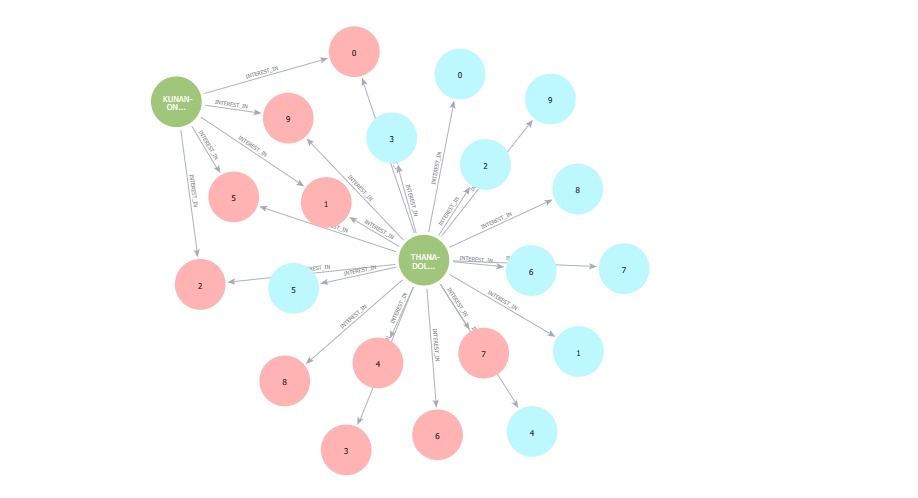 0
0
INTEREST_IN
9
KUNAN-
ON...
INTEREST_IN
9
3
INTEREST_IN
INTEREST_IN
INTEREST_IN
2
INTEREST_IN
INTEREST_IN
8
INTEREST_IN
5
1
INTEREST_IN
INTEREST_IN
INTEREST_IN
INTEREST_IN
INTEREST_IN
THANA-
DOL...
INTEREST_IN
6
7
INTEREST_IN
2
5
INTEREST_IN
INTEREST_IN
INTEREST_IN
INTEREST_IN
INTEREST_IN
7
1
4
8
3
6
4